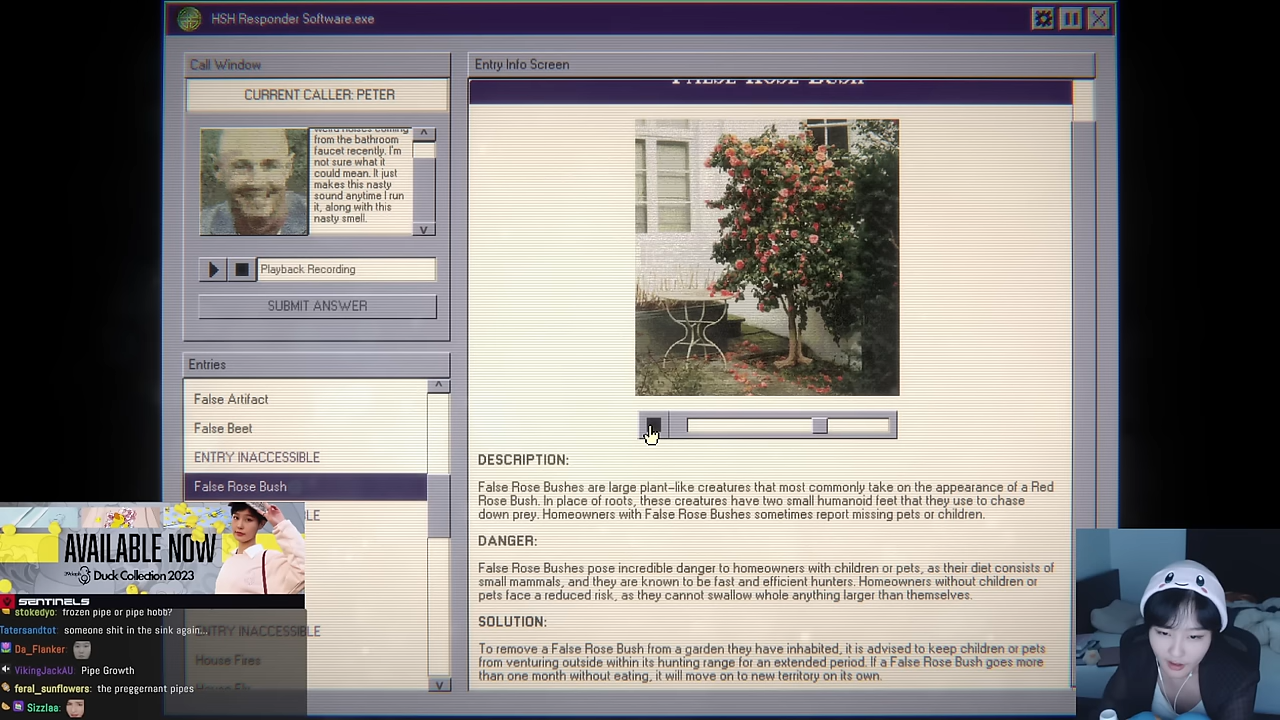 HSH Responder Software.exe
Call Window
CURRENT CALLER: PETER
weird noises coming
from the bathroom
faucet recently. I'm
not sure what it
could mean. It just
makes this nasty
sound anytime I run
it, along with this
nasty smell.
Playback Recording
SUBMIT ANSWER
Entries
False Artifact
False Beet
ENTRY INACCESSIBLE
False Rose Bush
ENTRY INACCESSIBLE
House Fires
Entry Info Screen
FALSE ROSE BUSH
DESCRIPTION:
False Rose Bushes are large plant-like creatures that most commonly take on the appearance of a Red
Rose Bush. In place of roots, these creatures have two small humanoid feet that they use to chase
down prey. Homeowners with False Rose Bushes sometimes report missing pets or children.
DANGER:
False Rose Bushes pose incredible danger to homeowners with children or pets, as their diet consists of
small mammals, and they are known to be fast and efficient hunters. Homeowners without children or
pets face a reduced risk, as they cannot swallow whole anything larger than themselves.
SOLUTION:
To remove a False Rose Bush from a garden they have inhabited, it is advised to keep children or pets
from venturing outside within its hunting range for an extended period. If a False Rose Bush goes more
than one month without eating, it will move on to new territory on its own.
AVAILABLE NOW
Duck Collection 2023
SENTINELS
stokedyo: frozen pipe or pipe hobb?
Tatersandtot: someone shit in the sink again...
Da_Flanker:
VikingJackAU Pipe Growth
feral_sunflowers: the preggernant pipes
Sizzlaa: